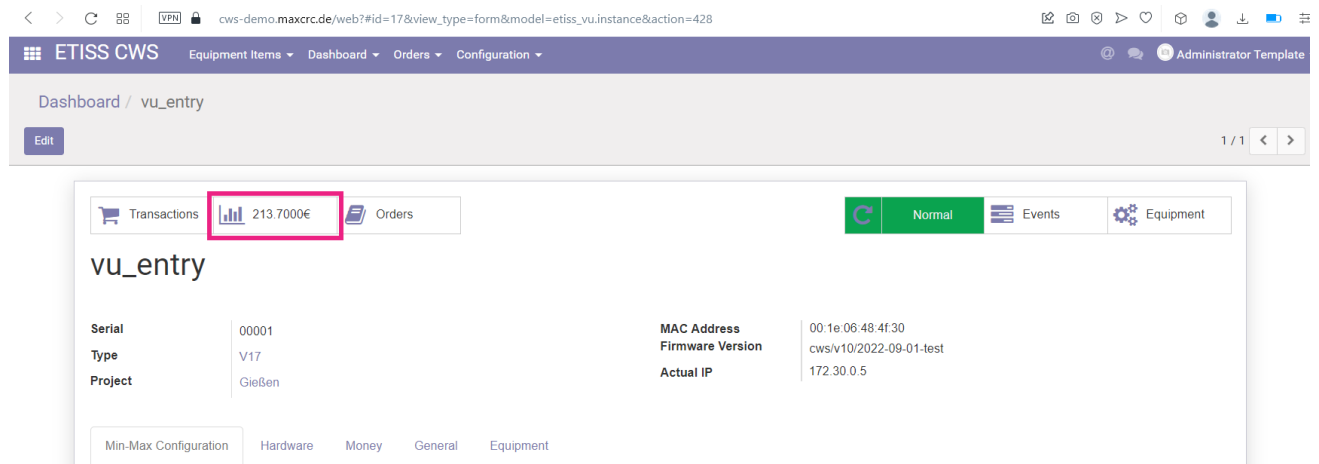 VPN cws-demo.maxcrc.de/web?#id=17&view_type=form&model=etiss_vu.instance&action=428
ETISS CWS Equipment Items Dashboard Orders Configuration @ Administrator Template
Dashboard / vu_entry
Edit 1 / 1
Transactions 213.7000€ Orders Normal Events Equipment
vu_entry
Serial 00001 MAC Address 00:1e:06:48:4f:30
Type V17 Firmware Version cws/v10/2022-09-01-test
Project Gießen Actual IP 172.30.0.5
Min-Max Configuration Hardware Money General Equipment